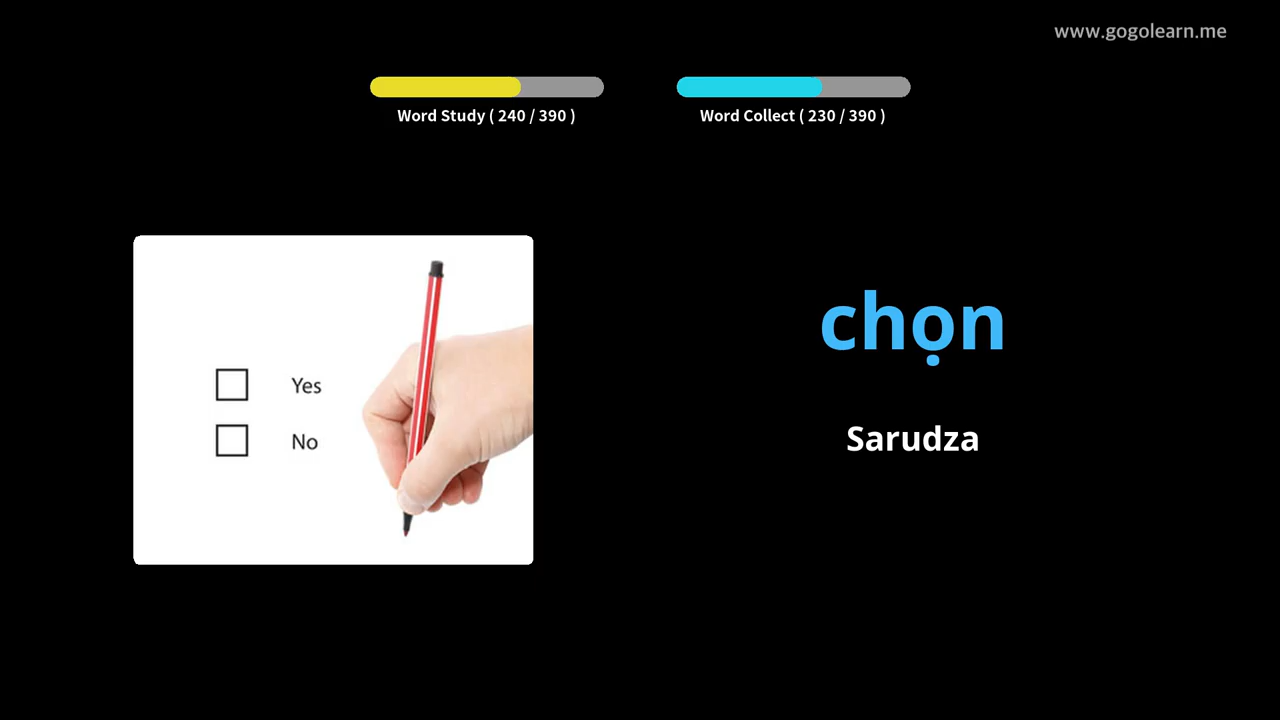 www.gogolearn.me
Word Study ( 240 / 390 )
Word Collect ( 230 / 390 )
Yes
No
chọn
Sarudza